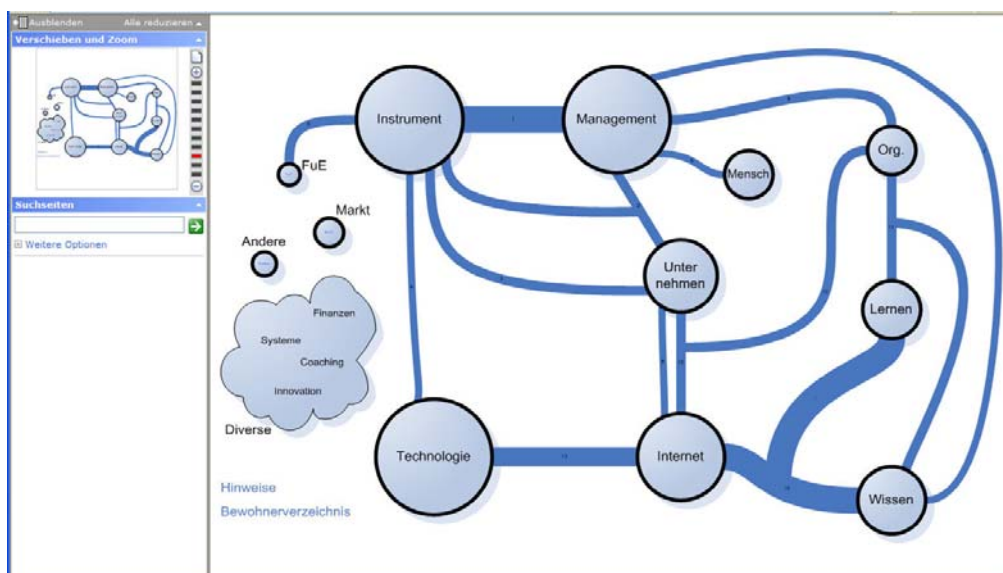 Ausblenden
Alle reduzieren
Verschieben und Zoom
Suchseiten
Weitere Optionen
Instrument
Management
Org.
Mensch
FuE
Markt
Andere
Unter
nehmen
Lernen
Finanzen
Systeme
Coaching
Innovation
Diverse
Technologie
Internet
Wissen
Hinweise
Bewohnerverzeichnis